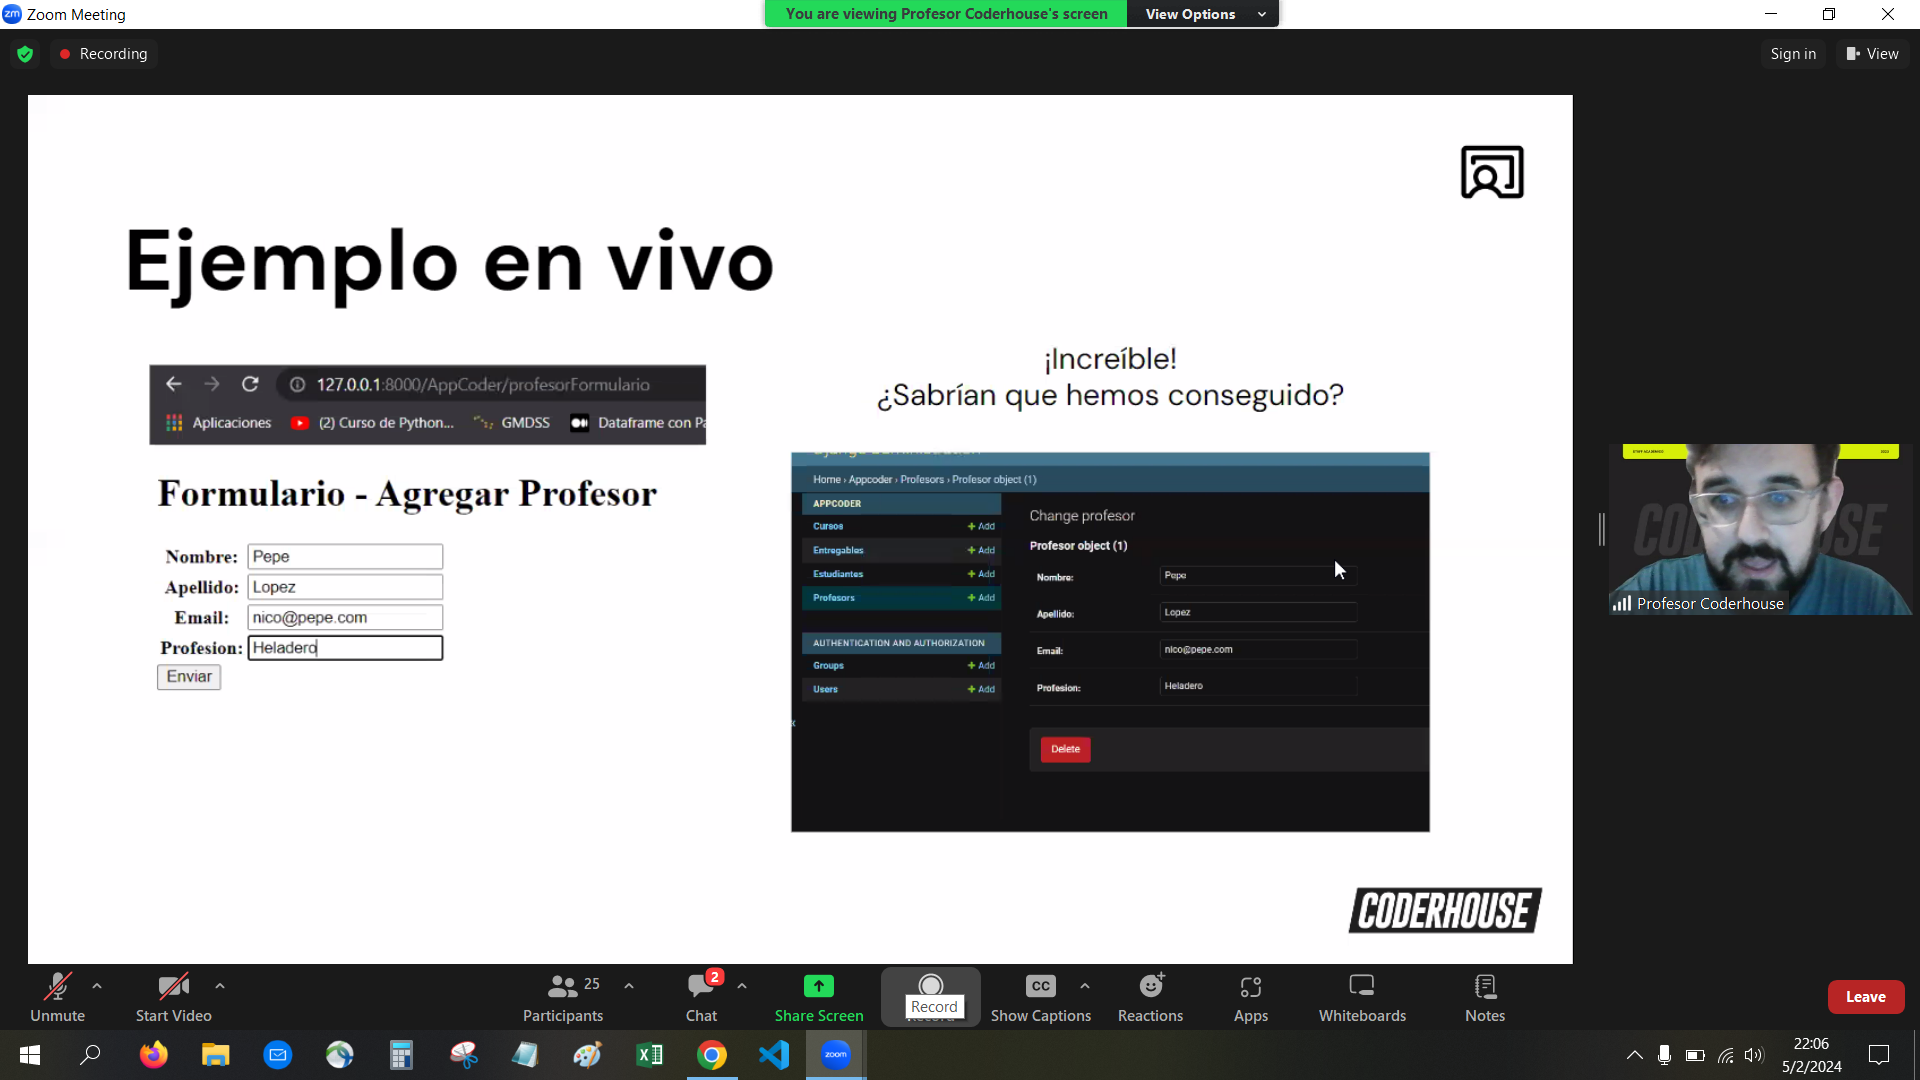 Zoom Meeting
You are viewing Profesor Coderhouse's screen
View Options
Recording
Sign in
View
Ejemplo en vivo
127.0.0.1:8000/AppCoder/profesorFormulario
Aplicaciones
(2) Curso de Python...
GMDSS
Dataframe con Pa
Formulario - Agregar Profesor
Nombre: Pepe
Apellido: Lopez
Email: nico@pepe.com
Profesion: Heladero
Enviar
¡Increíble!
¿Sabrían que hemos conseguido?
Home › Appcoder › Profesors › Profesor object (1)
APPCODER
Cursos + Add
Entregables + Add
Estudiantes + Add
Profesors + Add
AUTHENTICATION AND AUTHORIZATION
Groups + Add
Users + Add
Change profesor
Profesor object (1)
Nombre: Pepe
Apellido: Lopez
Email: nico@pepe.com
Profesion: Heladero
Delete
CODERHOUSE
Profesor Coderhouse
Unmute
Start Video
25
Participants
2
Chat
Share Screen
Record
CC
Show Captions
Reactions
Apps
Whiteboards
Notes
Leave
zoom
22:06
5/2/2024